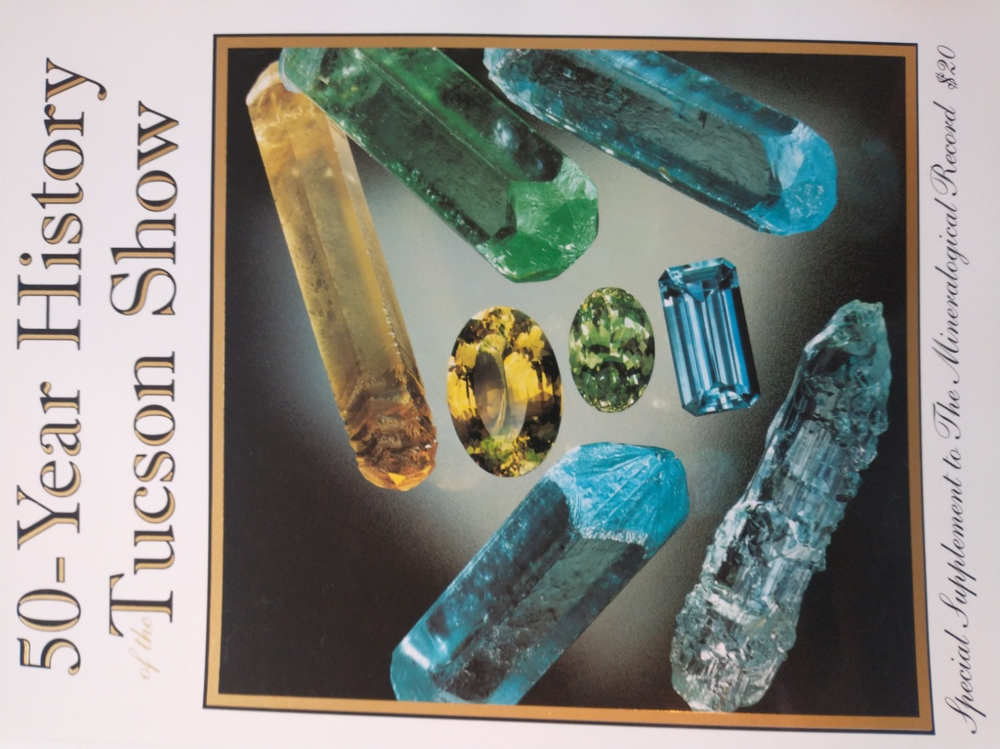 50-Year History
of the Tucson Show
Special Supplement to The Mineralogical Record $20